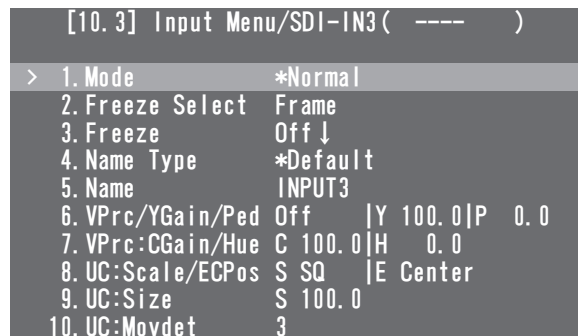 [10.3] Input Menu/SDI-IN3( ---- )
> 1.Mode *Normal
2.Freeze Select Frame
3.Freeze Off↓
4.Name Type *Default
5.Name INPUT3
6.VPrc/YGain/Ped Off |Y 100.0|P 0.0
7.VPrc:CGain/Hue C 100.0|H 0.0
8.UC:Scale/ECPos S SQ |E Center
9.UC:Size S 100.0
10.UC:Movdet 3